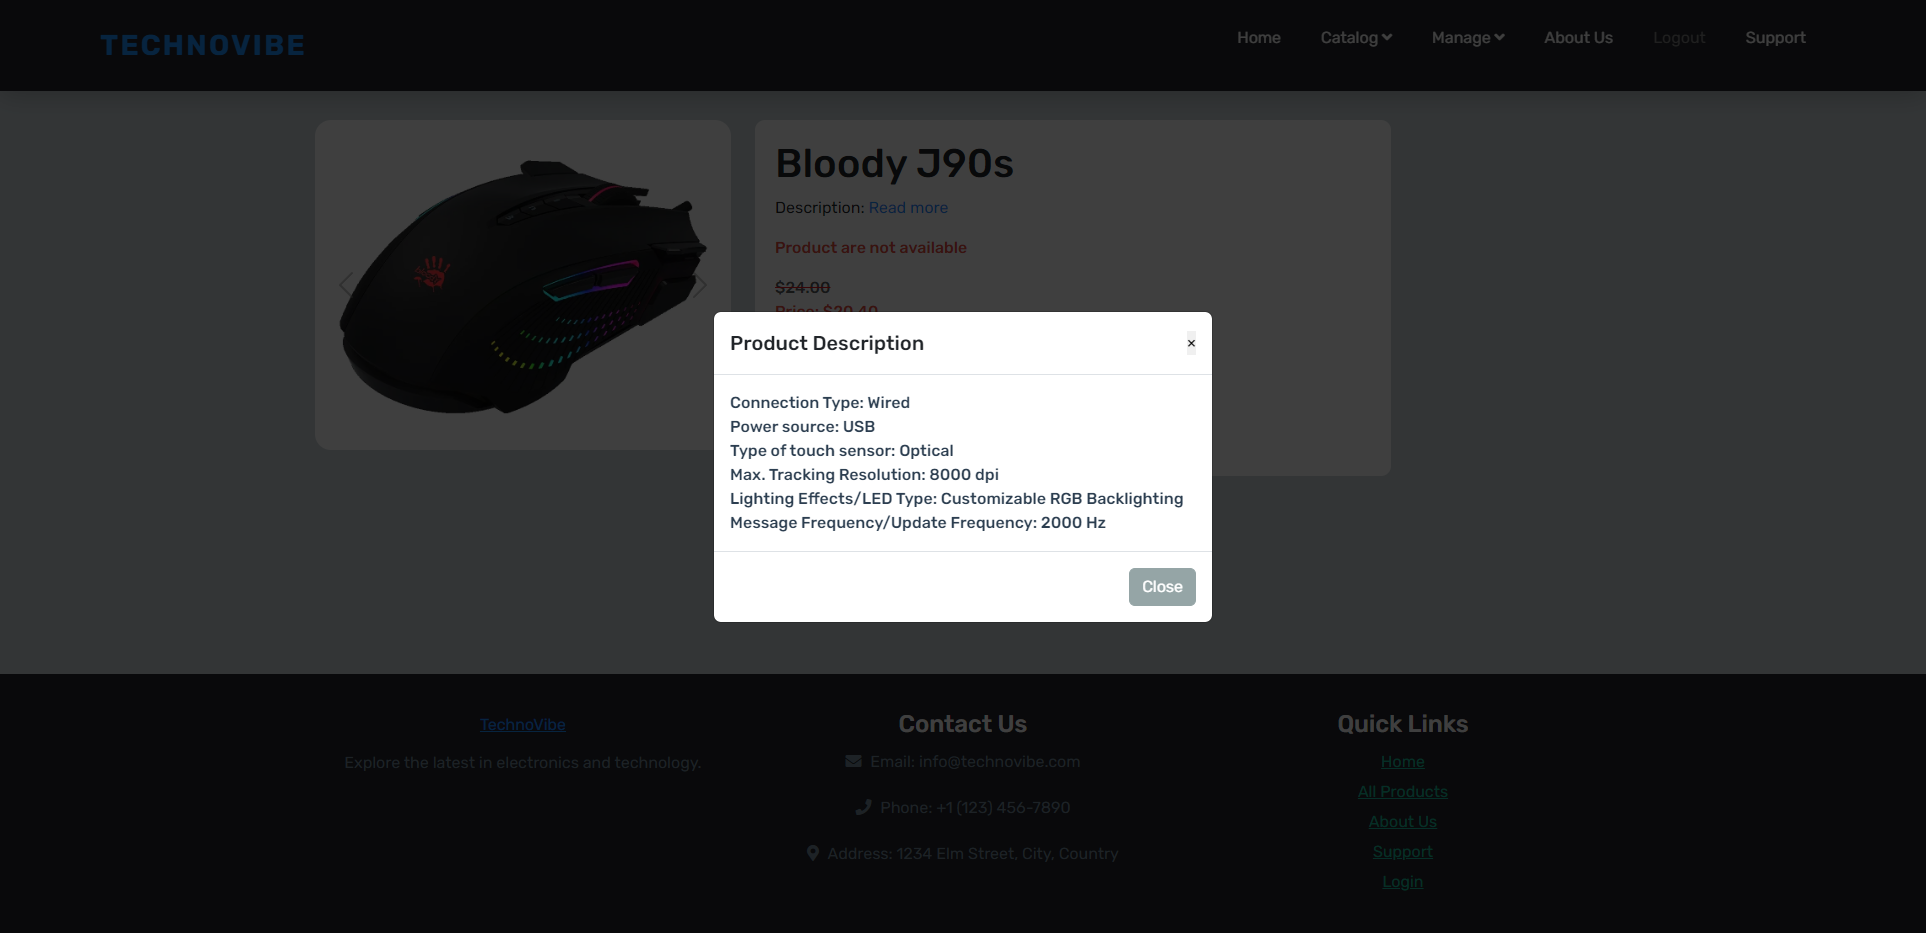 TECHNOVIBE
Home Catalog Manage About Us Logout Support
Bloody J90s
Description: Read more
Product are not available
$24.00
Price: $20.40
Product Description ×
Connection Type: Wired
Power source: USB
Type of touch sensor: Optical
Max. Tracking Resolution: 8000 dpi
Lighting Effects/LED Type: Customizable RGB Backlighting
Message Frequency/Update Frequency: 2000 Hz
Close
TechnoVibe
Explore the latest in electronics and technology.
Contact Us
Email: info@technovibe.com
Phone: +1 (123) 456-7890
Address: 1234 Elm Street, City, Country
Quick Links
Home
All Products
About Us
Support
Login